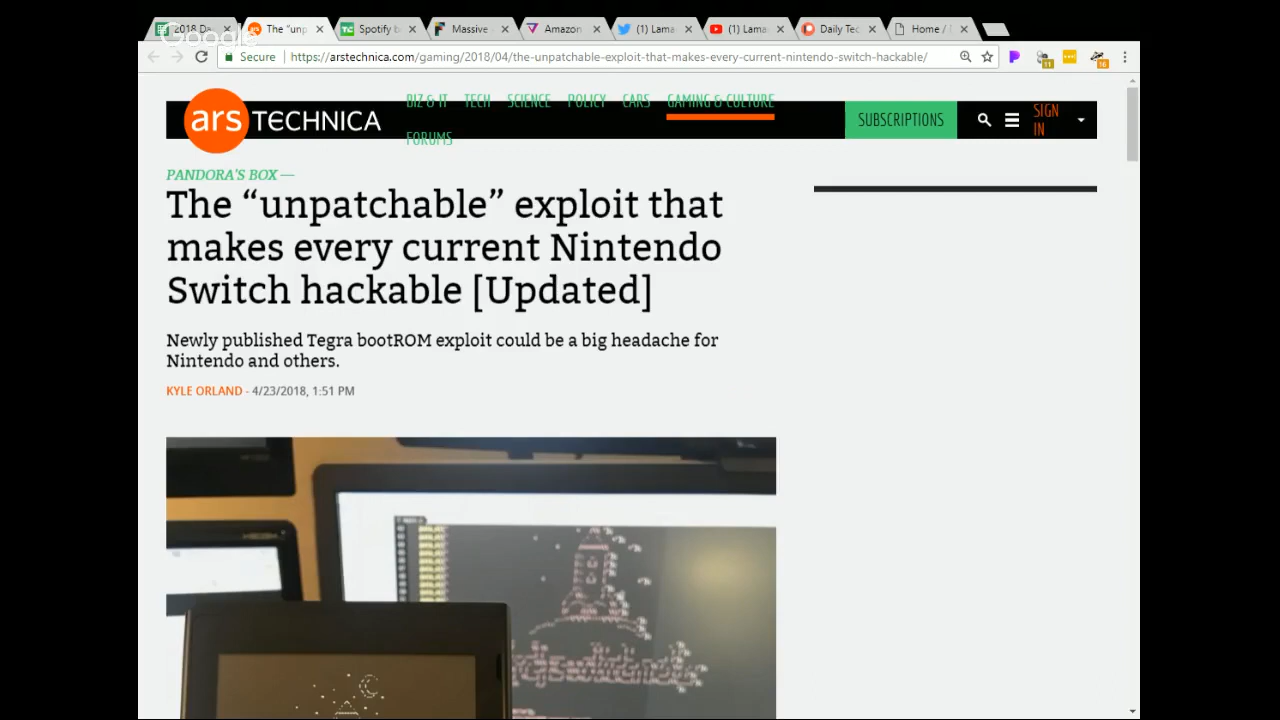 Google
2018 Da
The "unp
Spotify b
Massive
Amazon
(1) Lama
(1) Lama
Daily Tec
Home / 
Secure
https://arstechnica.com/gaming/2018/04/the-unpatchable-exploit-that-makes-every-current-nintendo-switch-hackable/
11
16
ars TECHNICA
BIZ & IT TECH SCIENCE POLICY CARS GAMING & CULTURE
FORUMS
SUBSCRIPTIONS
SIGN
IN
PANDORA'S BOX —
The “unpatchable” exploit that
makes every current Nintendo
Switch hackable [Updated]
Newly published Tegra bootROM exploit could be a big headache for
Nintendo and others.
KYLE ORLAND - 4/23/2018, 1:51 PM